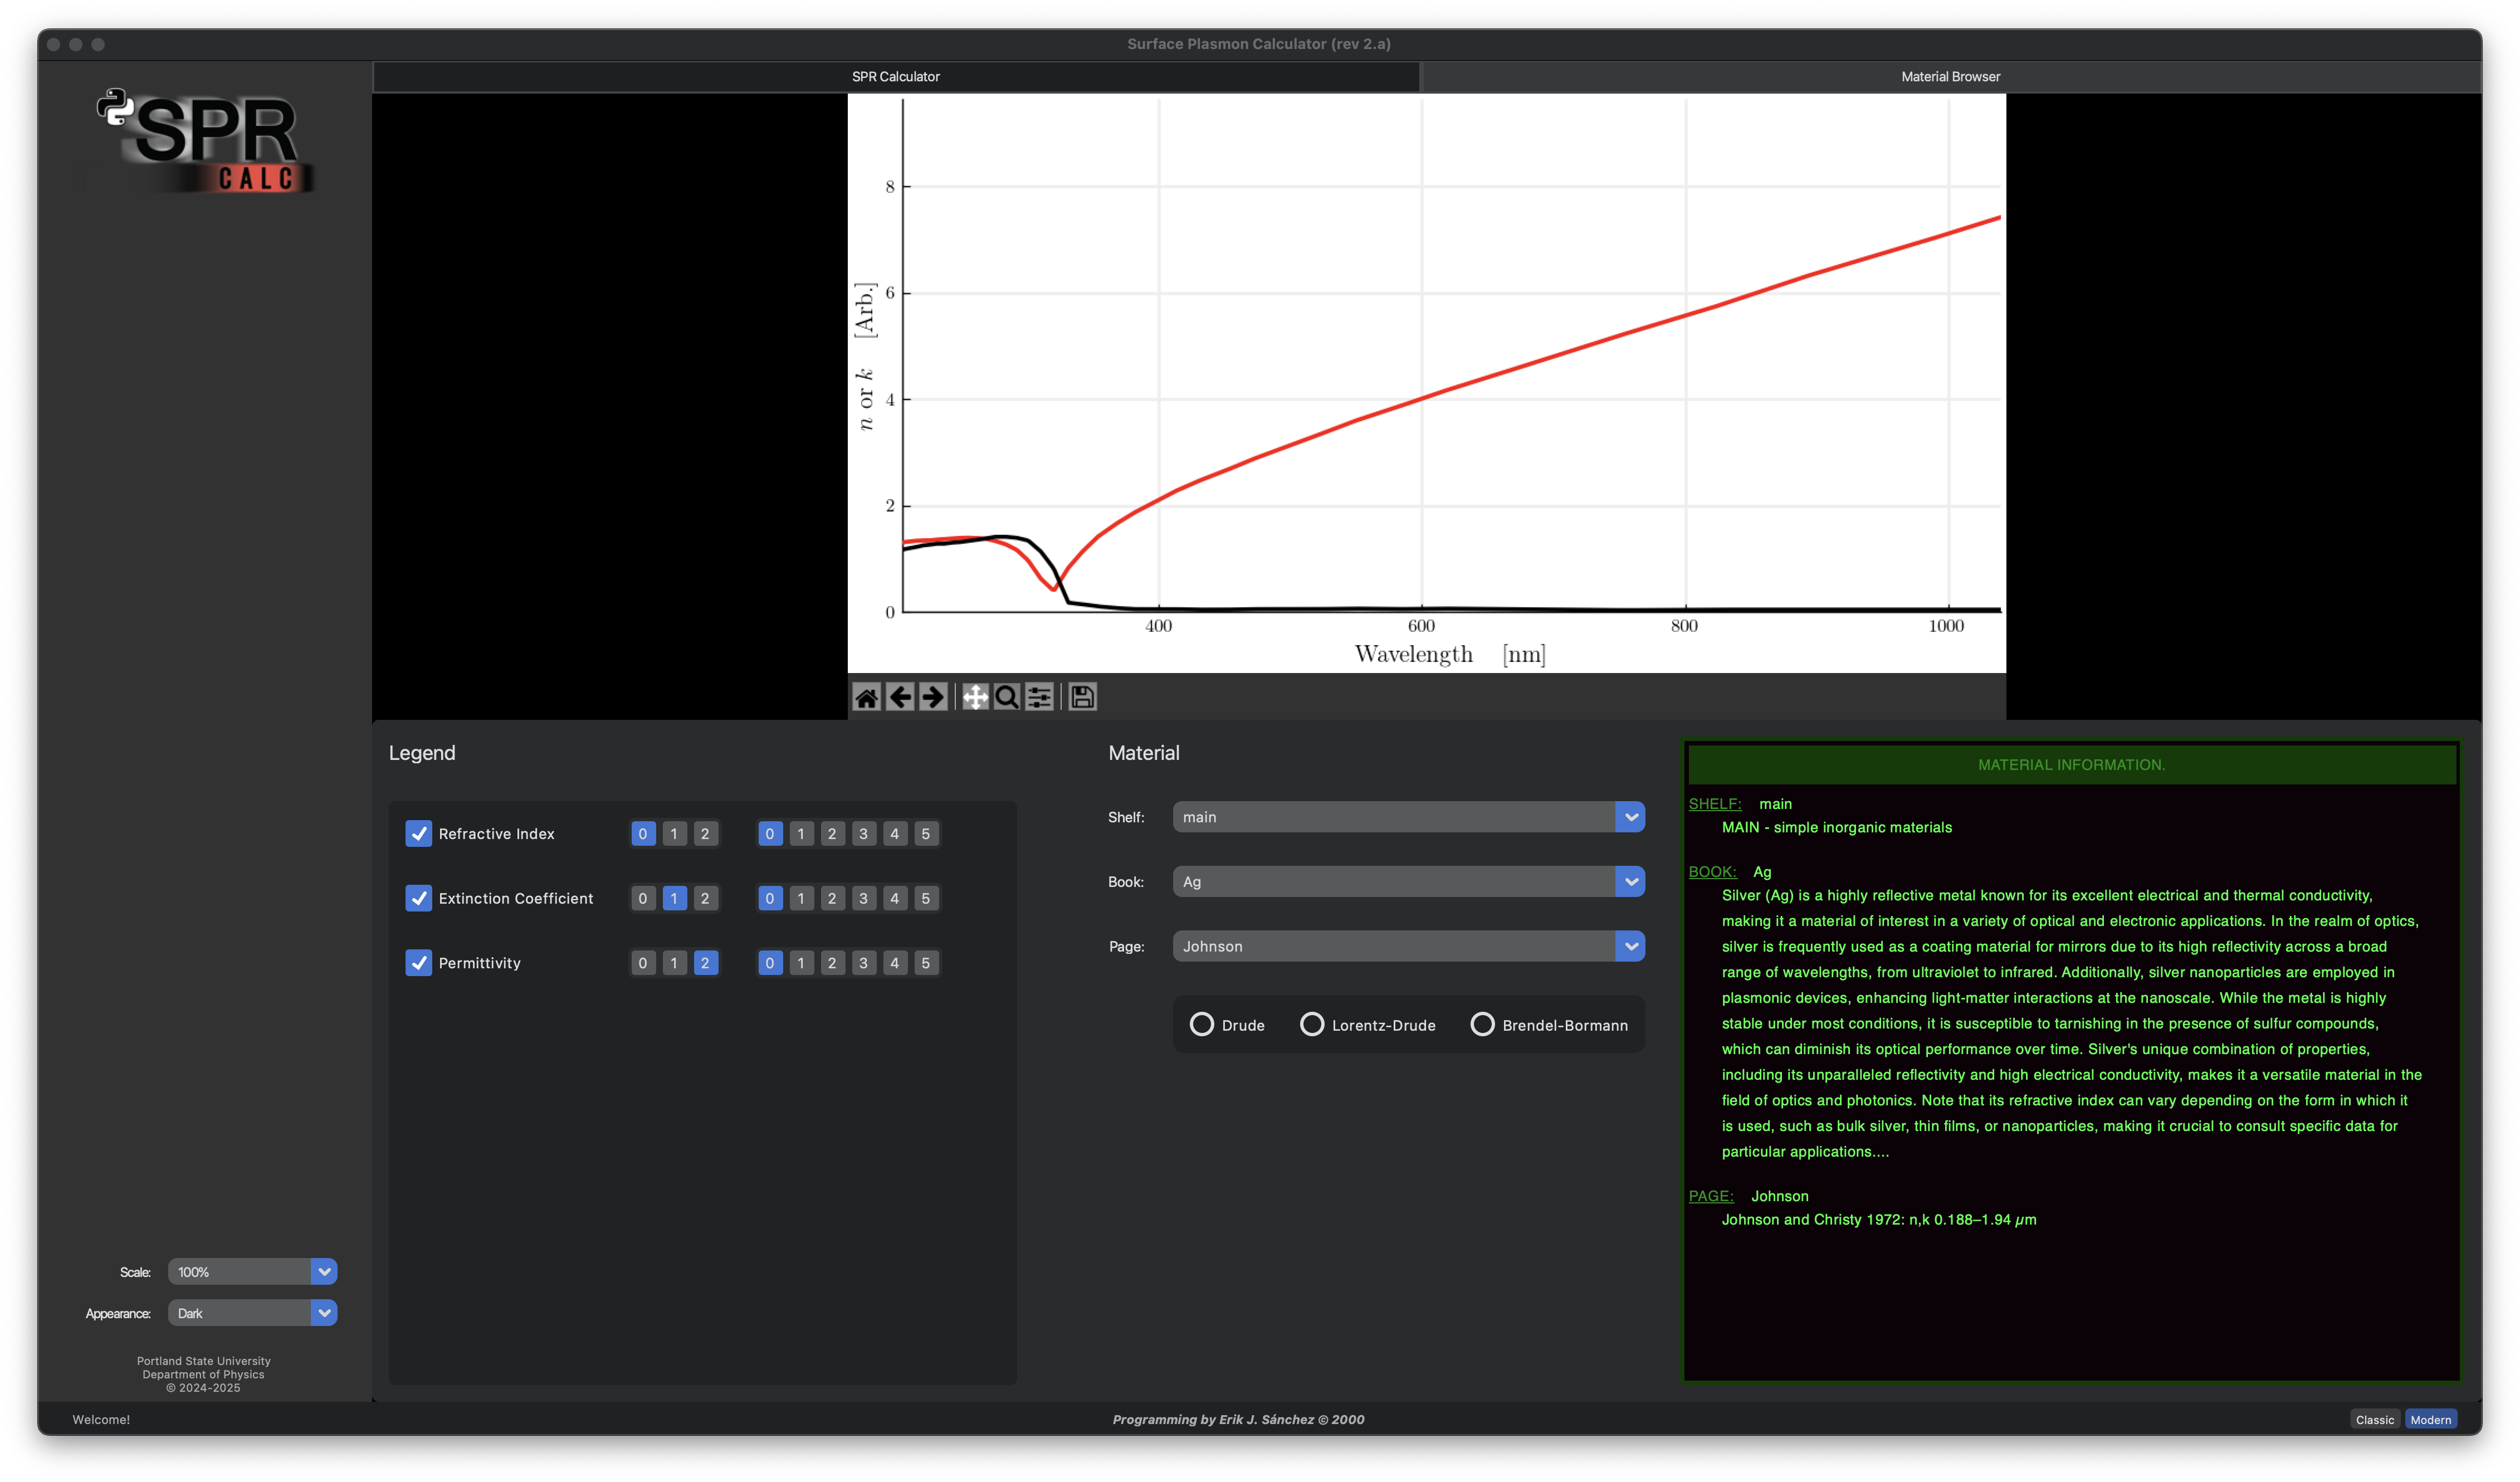 Surface Plasmon Calculator (rev 2.a)
SPR Calculator
Material Browser
SPR
CALC
n or k [Arb.]
8
6
4
2
0
400
600
800
1000
Wavelength [nm]
Legend
Refractive Index 0 1 2 0 1 2 3 4 5
Extinction Coefficient 0 1 2 0 1 2 3 4 5
Permittivity 0 1 2 0 1 2 3 4 5
Material
Shelf: main
Book: Ag
Page: Johnson
Drude Lorentz-Drude Brendel-Bormann
MATERIAL INFORMATION.
SHELF: main
MAIN - simple inorganic materials
BOOK: Ag
Silver (Ag) is a highly reflective metal known for its excellent electrical and thermal conductivity,
making it a material of interest in a variety of optical and electronic applications. In the realm of optics,
silver is frequently used as a coating material for mirrors due to its high reflectivity across a broad
range of wavelengths, from ultraviolet to infrared. Additionally, silver nanoparticles are employed in
plasmonic devices, enhancing light-matter interactions at the nanoscale. While the metal is highly
stable under most conditions, it is susceptible to tarnishing in the presence of sulfur compounds,
which can diminish its optical performance over time. Silver's unique combination of properties,
including its unparalleled reflectivity and high electrical conductivity, makes it a versatile material in the
field of optics and photonics. Note that its refractive index can vary depending on the form in which it
is used, such as bulk silver, thin films, or nanoparticles, making it crucial to consult specific data for
particular applications....
PAGE: Johnson
Johnson and Christy 1972: n,k 0.188–1.94 µm
Scale: 100%
Appearance: Dark
Portland State University
Department of Physics
© 2024-2025
Welcome!
Programming by Erik J. Sánchez © 2000
Classic Modern